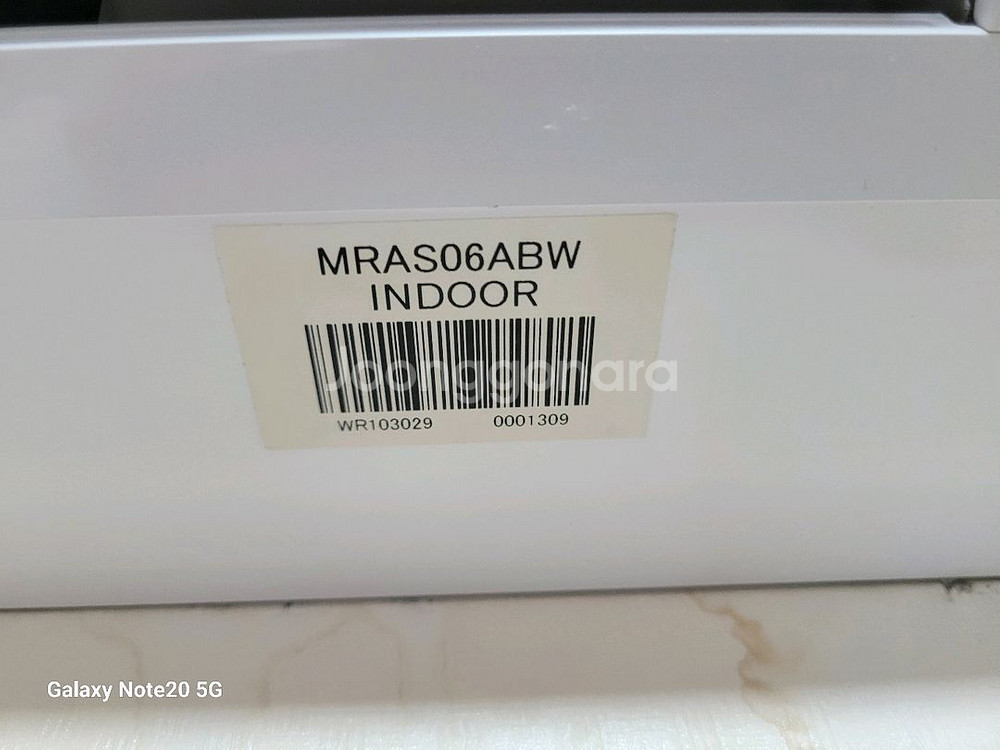 MRAS06ABW
INDOOR
Joonggonara
WR103029 0001309
Galaxy Note20 5G